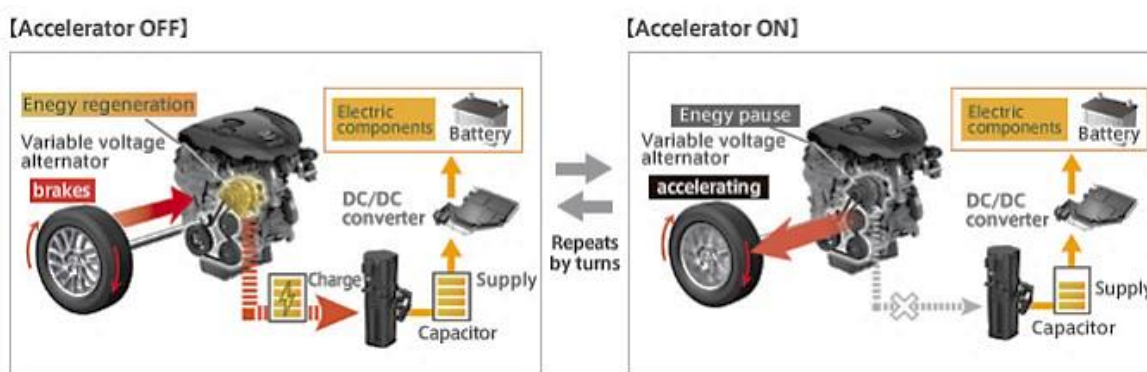 【Accelerator OFF】
Enegy regeneration
Variable voltage
alternator
brakes
Electric
components
Battery
DC/DC
converter
Charge
Supply
Capacitor
Repeats
by turns
【Accelerator ON】
Enegy pause
Variable voltage
alternator
accelerating
Electric
components
Battery
DC/DC
converter
Supply
Capacitor